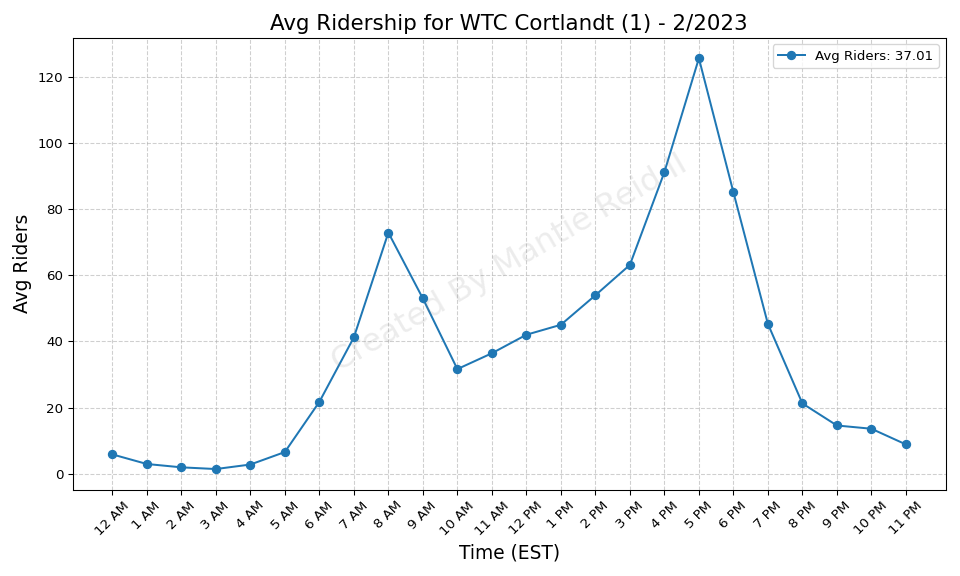 Avg Ridership for WTC Cortlandt (1) - 2/2023
Avg Riders: 37.01
120
100
80
60
40
20
0
Avg Riders
Created By Mantle Reidal
12 AM
1 AM
2 AM
3 AM
4 AM
5 AM
6 AM
7 AM
8 AM
9 AM
10 AM
11 AM
12 PM
1 PM
2 PM
3 PM
4 PM
5 PM
6 PM
7 PM
8 PM
9 PM
10 PM
11 PM
Time (EST)